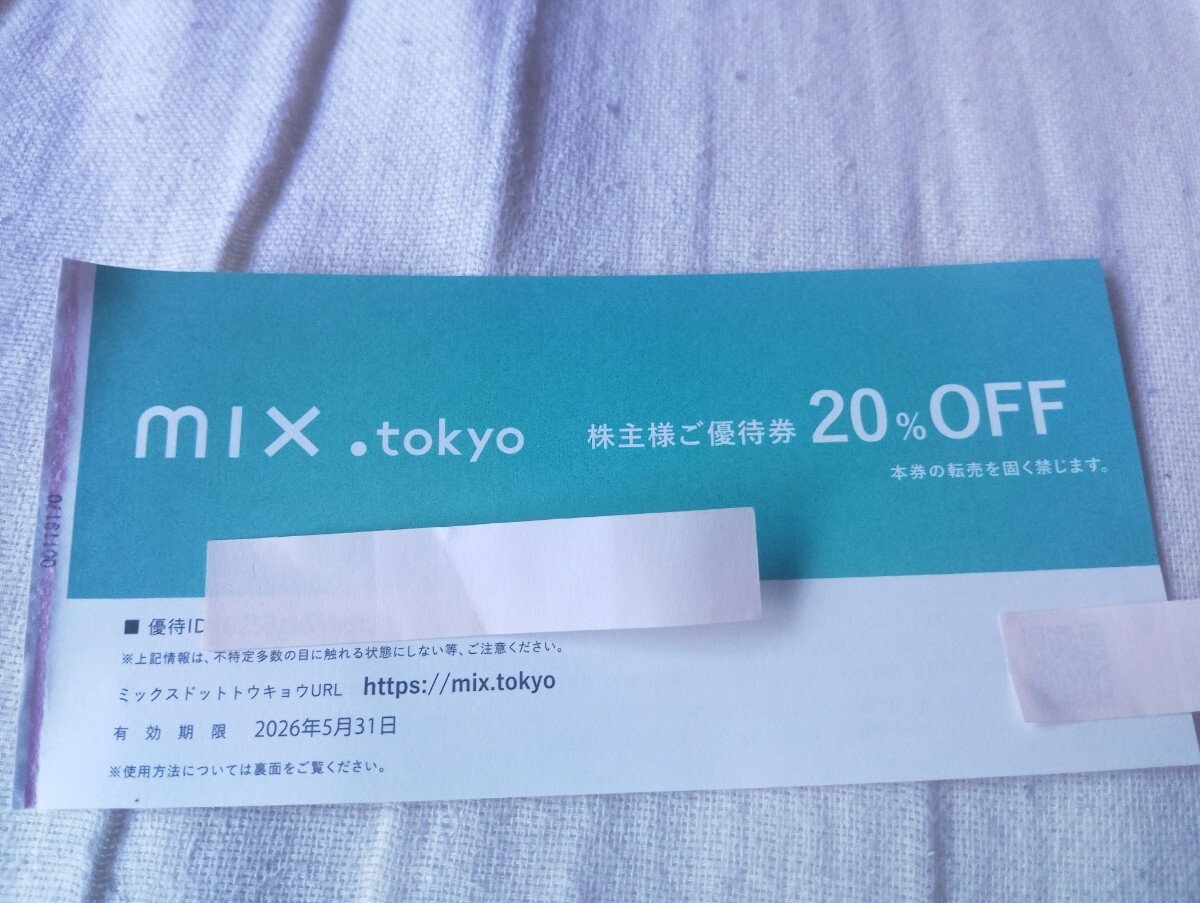 mix.tokyo 株主様ご優待券 20%OFF
本券の転売を固く禁じます。
■ 優待ID
※上記情報は、不特定多数の目に触れる状態にしない等、ご注意ください。
ミックスドットトウキョウURL https://mix.tokyo
有効期限 2026年5月31日
※使用方法については裏面をご覧ください。